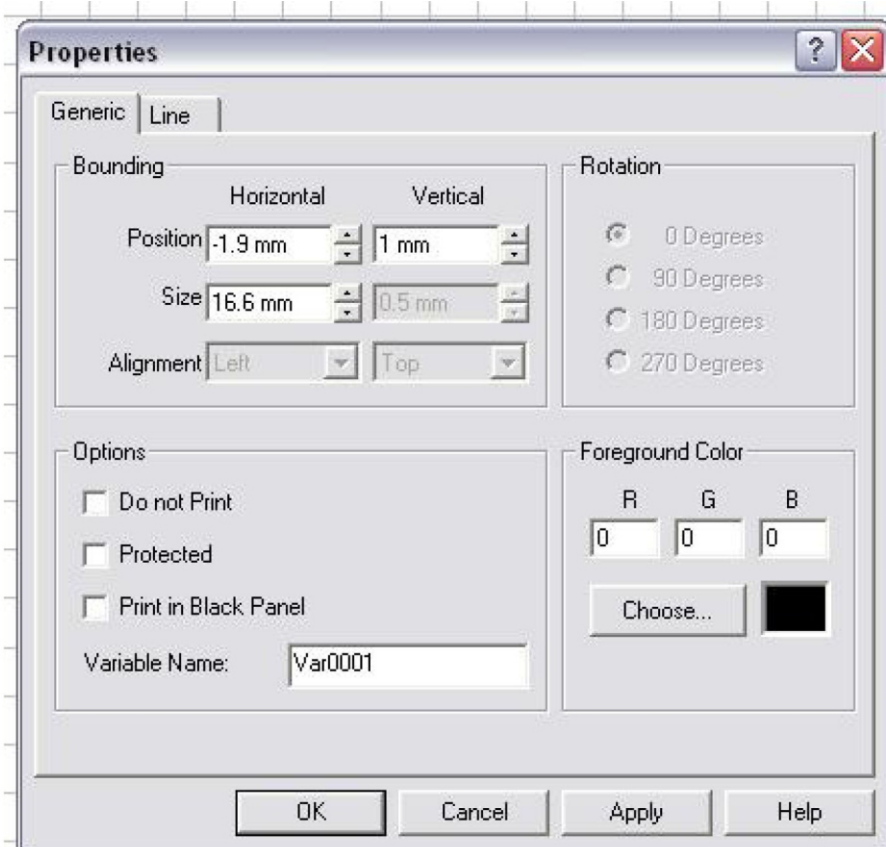 Properties
Generic Line
Bounding
Horizontal Vertical
Position -1.9 mm 1 mm
Size 16.6 mm 0.5 mm
Alignment Left Top
Rotation
0 Degrees
90 Degrees
180 Degrees
270 Degrees
Options
Do not Print
Protected
Print in Black Panel
Variable Name: Var0001
Foreground Color
R G B
0 0 0
Choose...
OK Cancel Apply Help